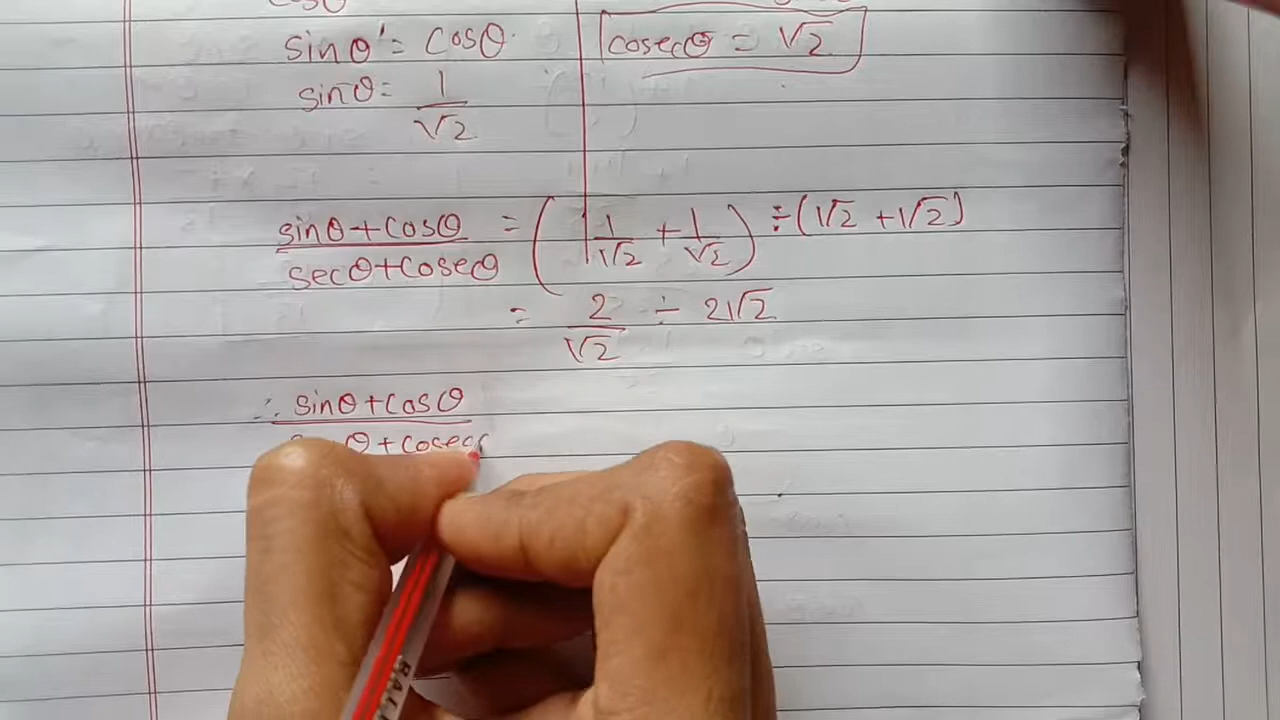 sinθ = cosθ
cosecθ = √2
sinθ = 1/√2
sinθ+cosθ / secθ+cosecθ = (1/√2 + 1/√2) ÷ (√2 + √2)
= 2/√2 ÷ 2√2
∴ sinθ+cosθ
θ+cosec